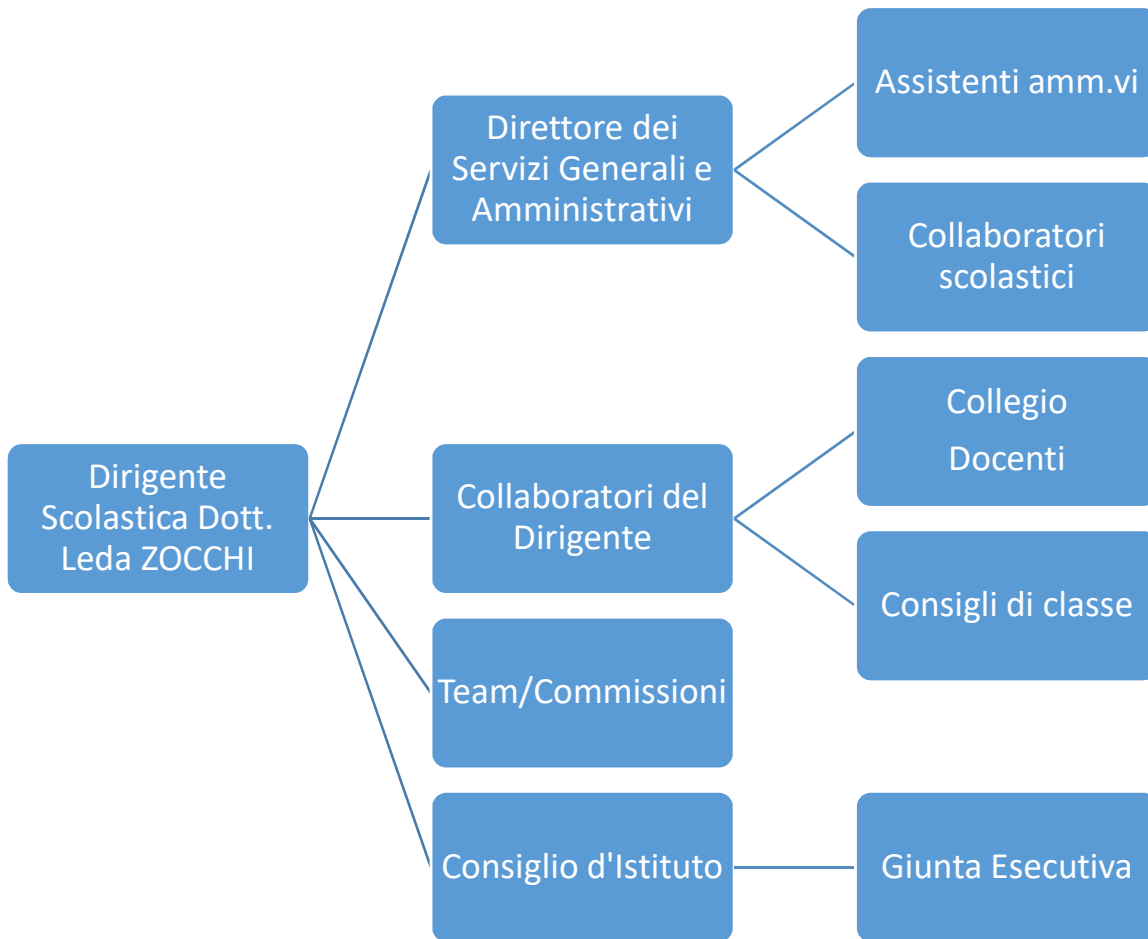 Dirigente
Scolastica Dott.
Leda ZOCCHI
Direttore dei
Servizi Generali e
Amministrativi
Assistenti amm.vi
Collaboratori
scolastici
Collaboratori del
Dirigente
Collegio
Docenti
Consigli di classe
Team/Commissioni
Consiglio d'Istituto
Giunta Esecutiva